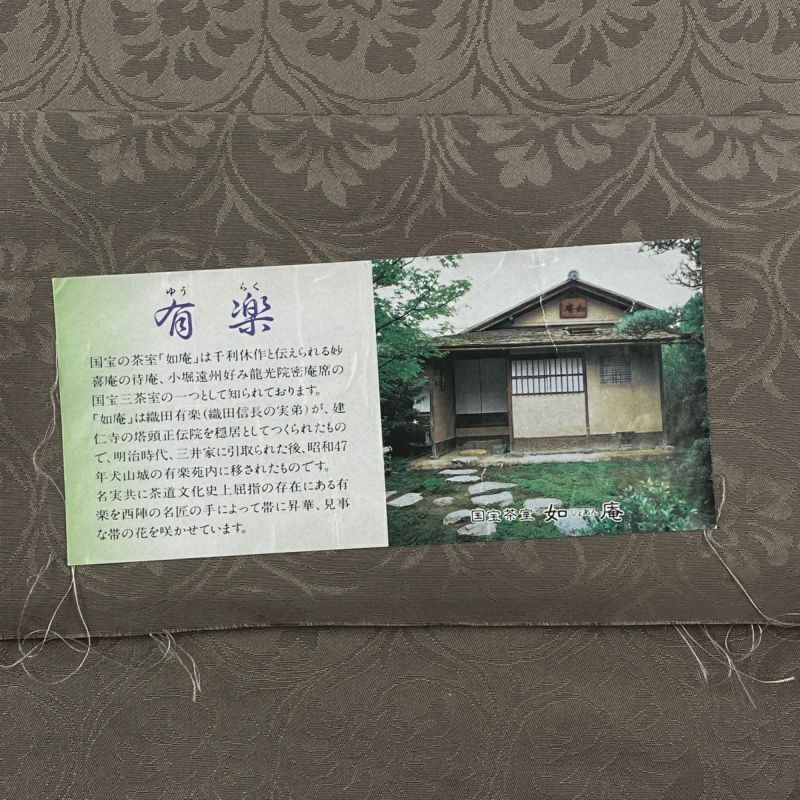 ゆう らく
有 楽
国宝の茶室「如庵」は千利休作と伝えられる妙
喜庵の待庵、小堀遠州好み龍光院密庵席の
国宝三茶室の一つとして知られております。
「如庵」は織田有楽(織田信長の実弟)が、建
仁寺の塔頭正伝院を穏居としてつくられたもの
で、明治時代、三井家に引取られた後、昭和47
年犬山城の有楽苑内に移されたものです。
名実共に茶道文化史上屈指の存在にある有
楽を西陣の名匠の手によって帯に昇華、見事
な帯の花を咲かせています。
庵如
国宝茶室 如庵
じょあん